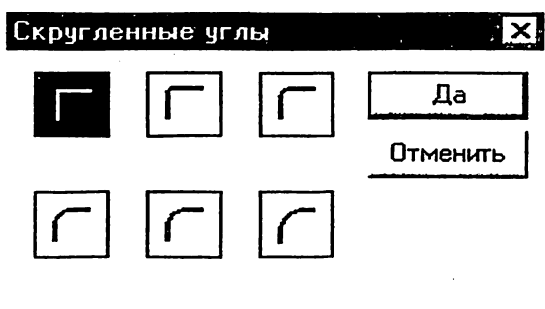 Скругленные углы
Да
Отменить